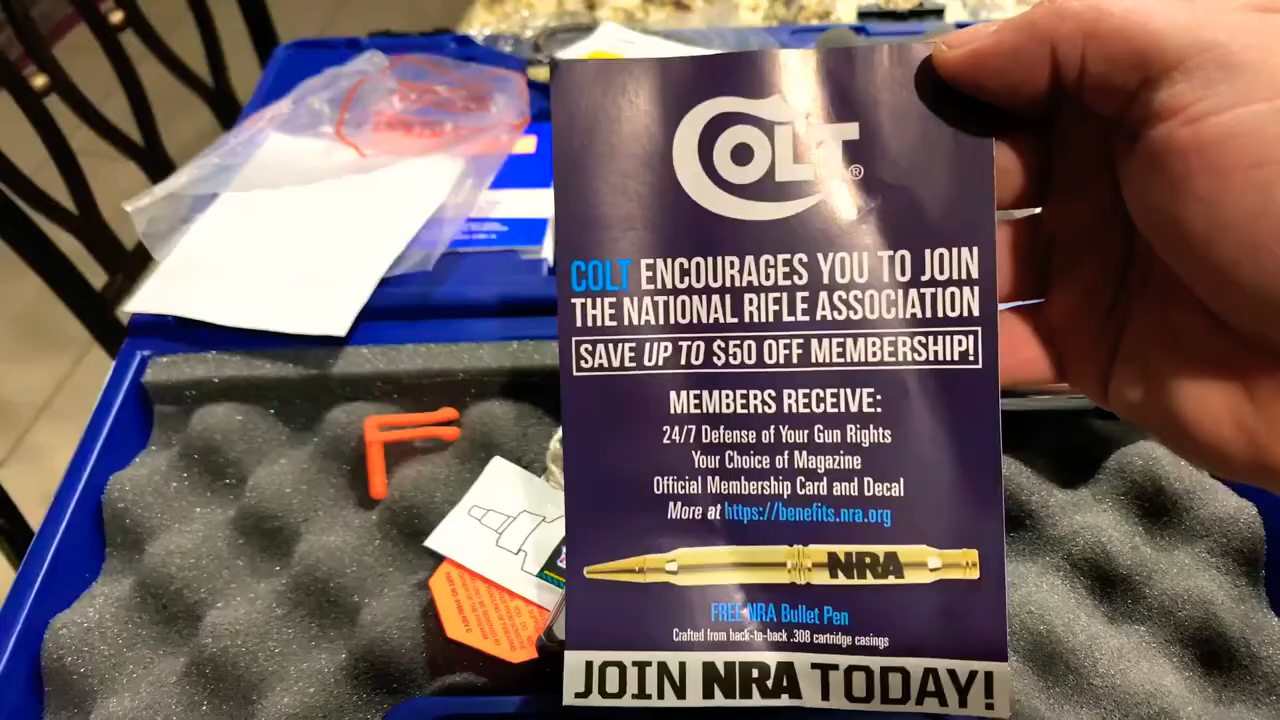 COLT ®
COLT ENCOURAGES YOU TO JOIN
THE NATIONAL RIFLE ASSOCIATION
SAVE UP TO $50 OFF MEMBERSHIP!
MEMBERS RECEIVE:
24/7 Defense of Your Gun Rights
Your Choice of Magazine
Official Membership Card and Decal
More at https://benefits.nra.org
NRA
FREE NRA Bullet Pen
Crafted from back-to-back .308 cartridge casings
JOIN NRA TODAY!